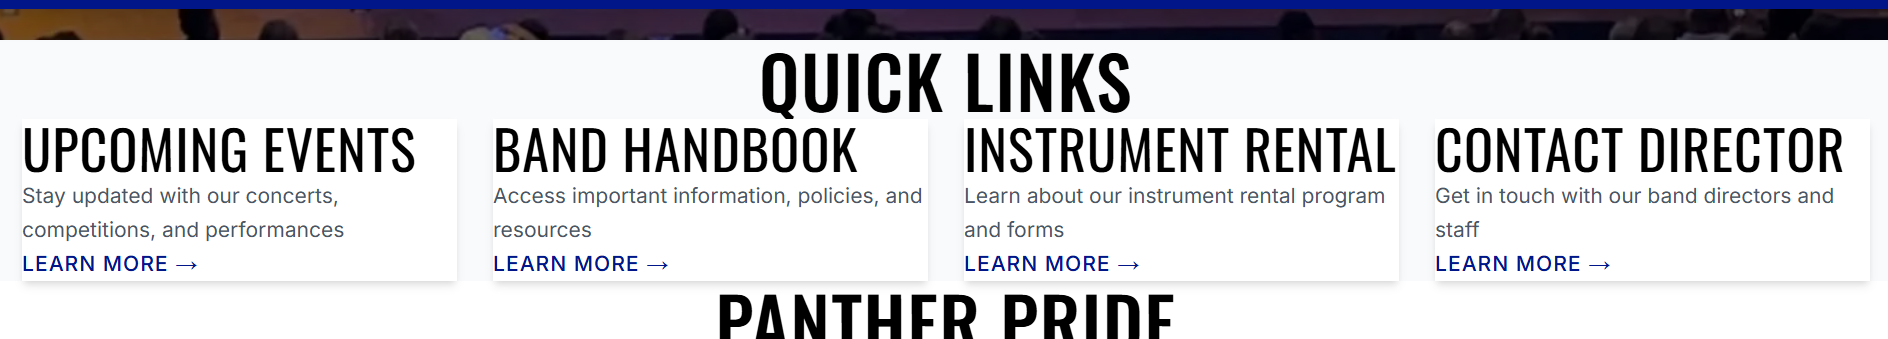 QUICK LINKS
UPCOMING EVENTS
Stay updated with our concerts,
competitions, and performances
LEARN MORE →
BAND HANDBOOK
Access important information, policies, and
resources
LEARN MORE →
INSTRUMENT RENTAL
Learn about our instrument rental program
and forms
LEARN MORE →
CONTACT DIRECTOR
Get in touch with our band directors and
staff
LEARN MORE →
PANTHER PRIDE